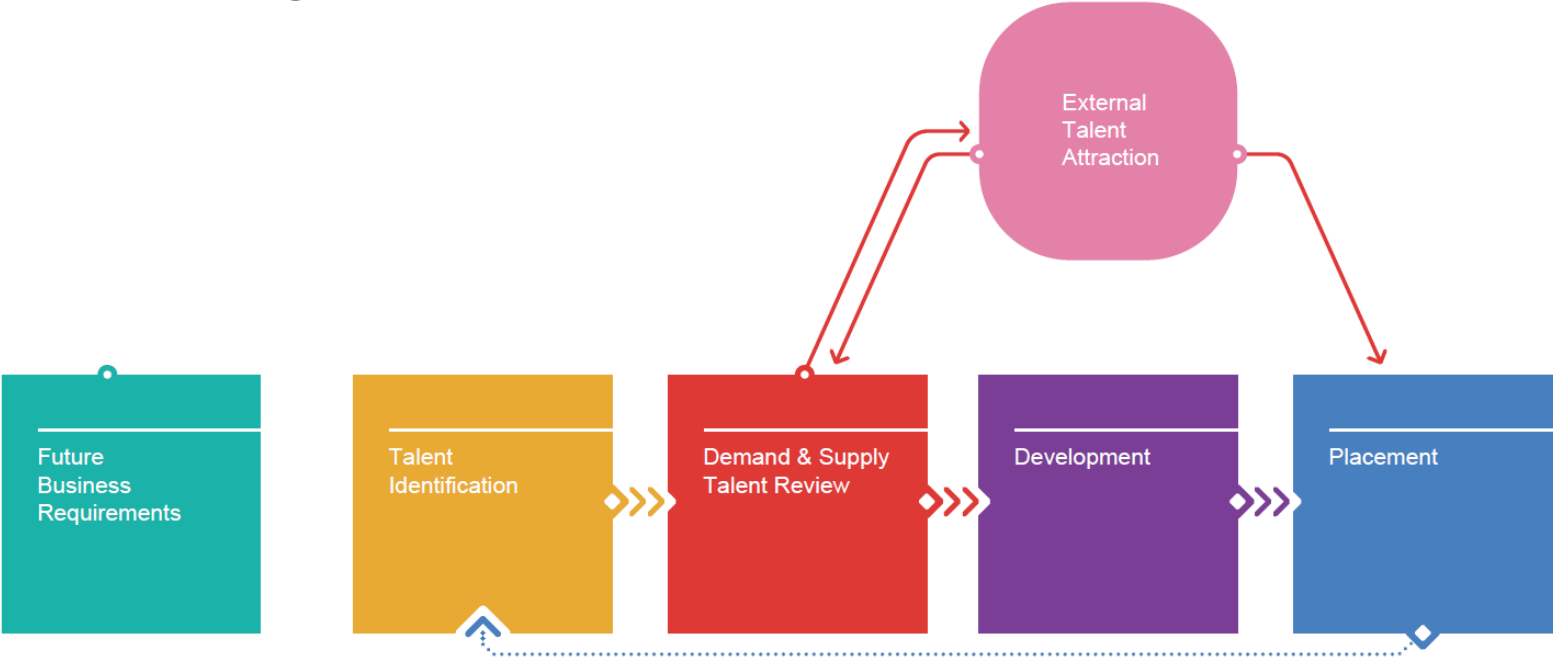 External
Talent
Attraction
Future
Business
Requirements
Talent
Identification
Demand & Supply
Talent Review
Development
Placement